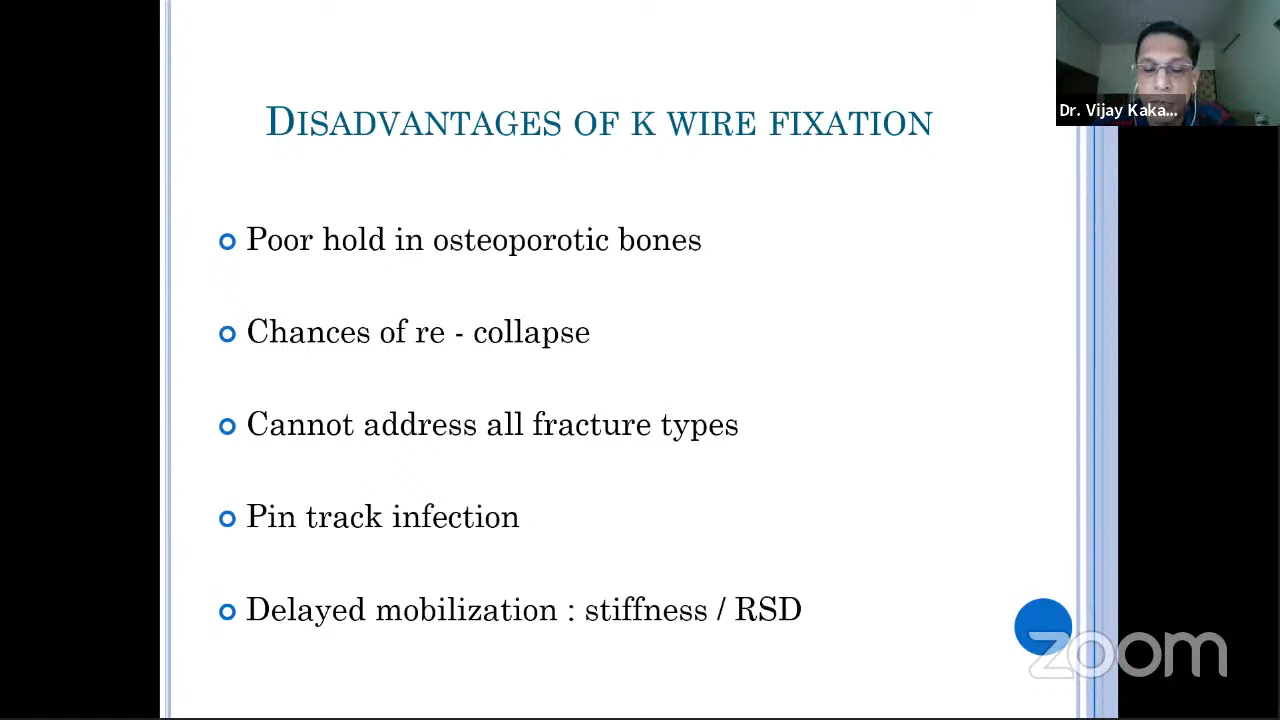 DISADVANTAGES OF K WIRE FIXATION
Poor hold in osteoporotic bones
Chances of re - collapse
Cannot address all fracture types
Pin track infection
Delayed mobilization : stiffness / RSD
Dr. Vijay Kaka...
zoom